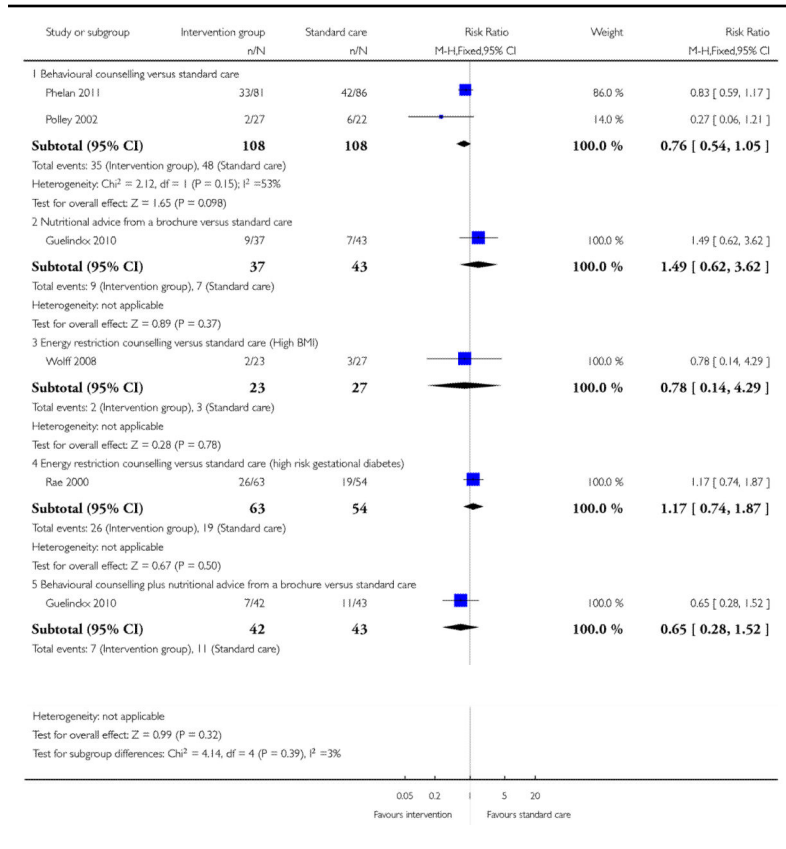 Study or subgroup Intervention group Standard care Risk Ratio Weight Risk Ratio
n/N n/N M-H,Fixed,95% CI M-H,Fixed,95% CI
1 Behavioural counselling versus standard care
Phelan 2011 33/81 42/86 86.0 % 0.83 [ 0.59, 1.17 ]
Polley 2002 2/27 6/22 14.0 % 0.27 [ 0.06, 1.21 ]
Subtotal (95% CI) 108 108 100.0 % 0.76 [ 0.54, 1.05 ]
Total events: 35 (Intervention group), 48 (Standard care)
Heterogeneity: Chi² = 2.12, df = 1 (P = 0.15); I² =53%
Test for overall effect: Z = 1.65 (P = 0.098)
2 Nutritional advice from a brochure versus standard care
Guelinckx 2010 9/37 7/43 100.0 % 1.49 [ 0.62, 3.62 ]
Subtotal (95% CI) 37 43 100.0 % 1.49 [ 0.62, 3.62 ]
Total events: 9 (Intervention group), 7 (Standard care)
Heterogeneity: not applicable
Test for overall effect: Z = 0.89 (P = 0.37)
3 Energy restriction counselling versus standard care (High BMI)
Wolff 2008 2/23 3/27 100.0 % 0.78 [ 0.14, 4.29 ]
Subtotal (95% CI) 23 27 100.0 % 0.78 [ 0.14, 4.29 ]
Total events: 2 (Intervention group), 3 (Standard care)
Heterogeneity: not applicable
Test for overall effect: Z = 0.28 (P = 0.78)
4 Energy restriction counselling versus standard care (high risk gestational diabetes)
Rae 2000 26/63 19/54 100.0 % 1.17 [ 0.74, 1.87 ]
Subtotal (95% CI) 63 54 100.0 % 1.17 [ 0.74, 1.87 ]
Total events: 26 (Intervention group), 19 (Standard care)
Heterogeneity: not applicable
Test for overall effect: Z = 0.67 (P = 0.50)
5 Behavioural counselling plus nutritional advice from a brochure versus standard care
Guelinckx 2010 7/42 11/43 100.0 % 0.65 [ 0.28, 1.52 ]
Subtotal (95% CI) 42 43 100.0 % 0.65 [ 0.28, 1.52 ]
Total events: 7 (Intervention group), 11 (Standard care)
Heterogeneity: not applicable
Test for overall effect: Z = 0.99 (P = 0.32)
Test for subgroup differences: Chi² = 4.14, df = 4 (P = 0.39), I² =3%
0.05 0.2 1 5 20
Favours intervention Favours standard care